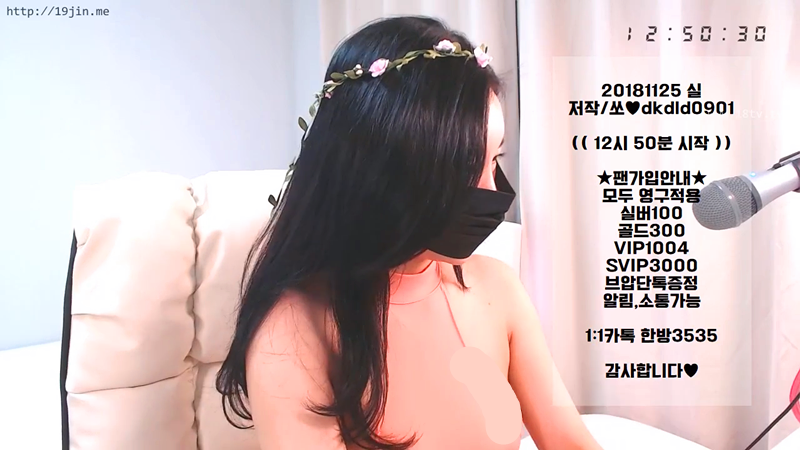 http://19jin.me
12:50:30
20181125 실
저작/쏘♥dkdld0901
(( 12시 50분 시작 ))
★팬가입안내★
모두 영구적용
실버100
골드300
VIP1004
SVIP3000
브압단톡증정
알림,소통가능
1:1카톡 한방3535
감사합니다♥